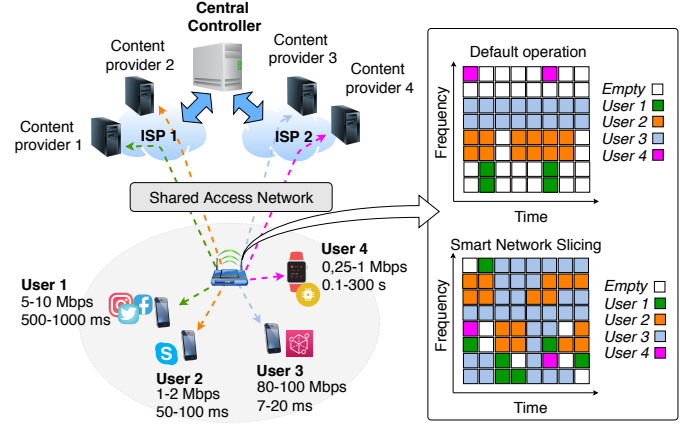 Central
Controller
Content
provider 2
Content
provider 3
Content
provider 4
Content
provider 1
ISP 1
ISP 2
Shared Access Network
User 1
5-10 Mbps
500-1000 ms
User 2
1-2 Mbps
50-100 ms
User 3
80-100 Mbps
7-20 ms
User 4
0,25-1 Mbps
0.1-300 s
Default operation
Frequency
Time
Empty
User 1
User 2
User 3
User 4
Smart Network Slicing
Frequency
Time
Empty
User 1
User 2
User 3
User 4